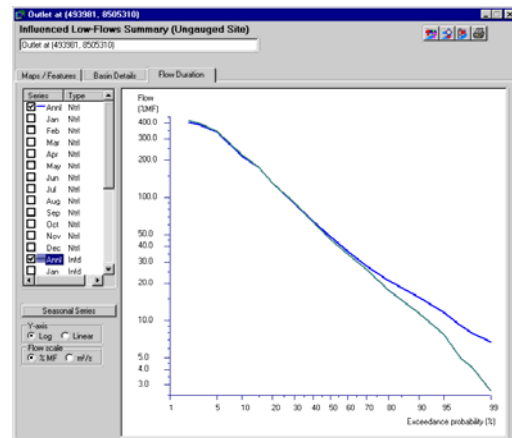 Outlet at (493981, 8505310)
Influenced Low-Flows Summary (Ungauged Site)
Outlet at (493981, 8505310)
Maps / Features
Basin Details
Flow Duration
Series Type
Annl Ntrl
Jan Ntrl
Feb Ntrl
Mar Ntrl
Apr Ntrl
May Ntrl
Jun Ntrl
Jul Ntrl
Aug Ntrl
Sep Ntrl
Oct Ntrl
Nov Ntrl
Dec Ntrl
Annl Infd
Jan Infd
Seasonal Series
Y-axis
Log Linear
Flow scale
% MF m³/s
Flow
(%MF)
400.0
300.0
200.0
100.0
50.0
40.0
30.0
20.0
10.0
5.0
4.0
3.0
1 5 10 20 30 40 50 60 70 80 90 95 99
Exceedance probability (%)